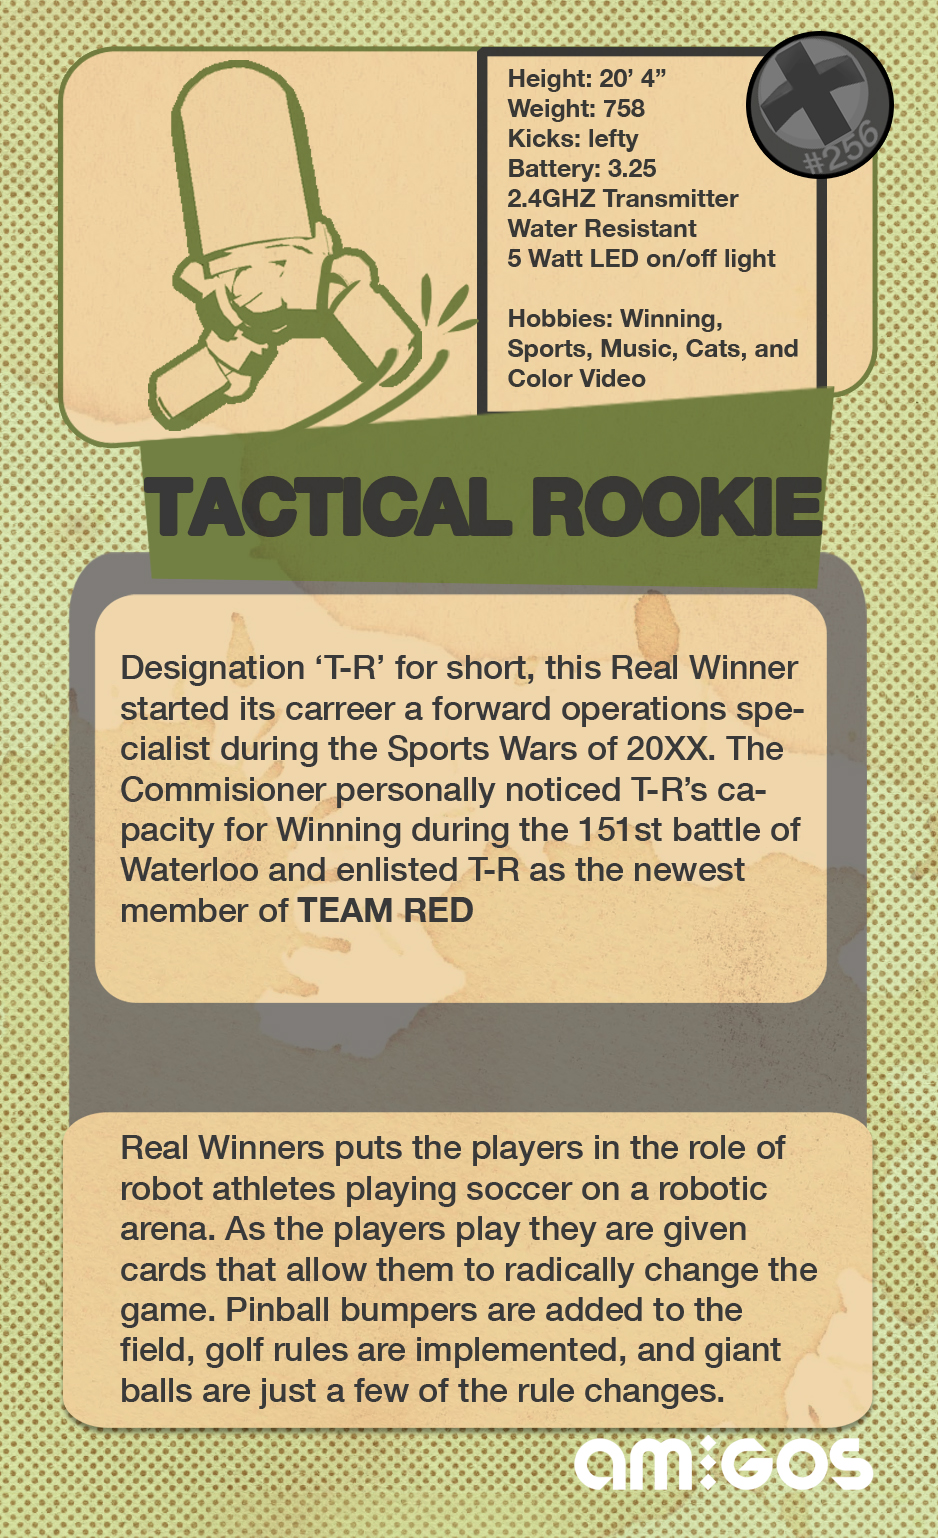 Height: 20’ 4”
Weight: 758
Kicks: lefty
Battery: 3.25
2.4GHZ Transmitter
Water Resistant
5 Watt LED on/off light
Hobbies: Winning,
Sports, Music, Cats, and
Color Video
#256
TACTICAL ROOKIE
Designation ‘T-R’ for short, this Real Winner
started its carreer a forward operations spe-
cialist during the Sports Wars of 20XX. The
Commisioner personally noticed T-R’s ca-
pacity for Winning during the 151st battle of
Waterloo and enlisted T-R as the newest
member of TEAM RED
Real Winners puts the players in the role of
robot athletes playing soccer on a robotic
arena. As the players play they are given
cards that allow them to radically change the
game. Pinball bumpers are added to the
field, golf rules are implemented, and giant
balls are just a few of the rule changes.
amiGOS